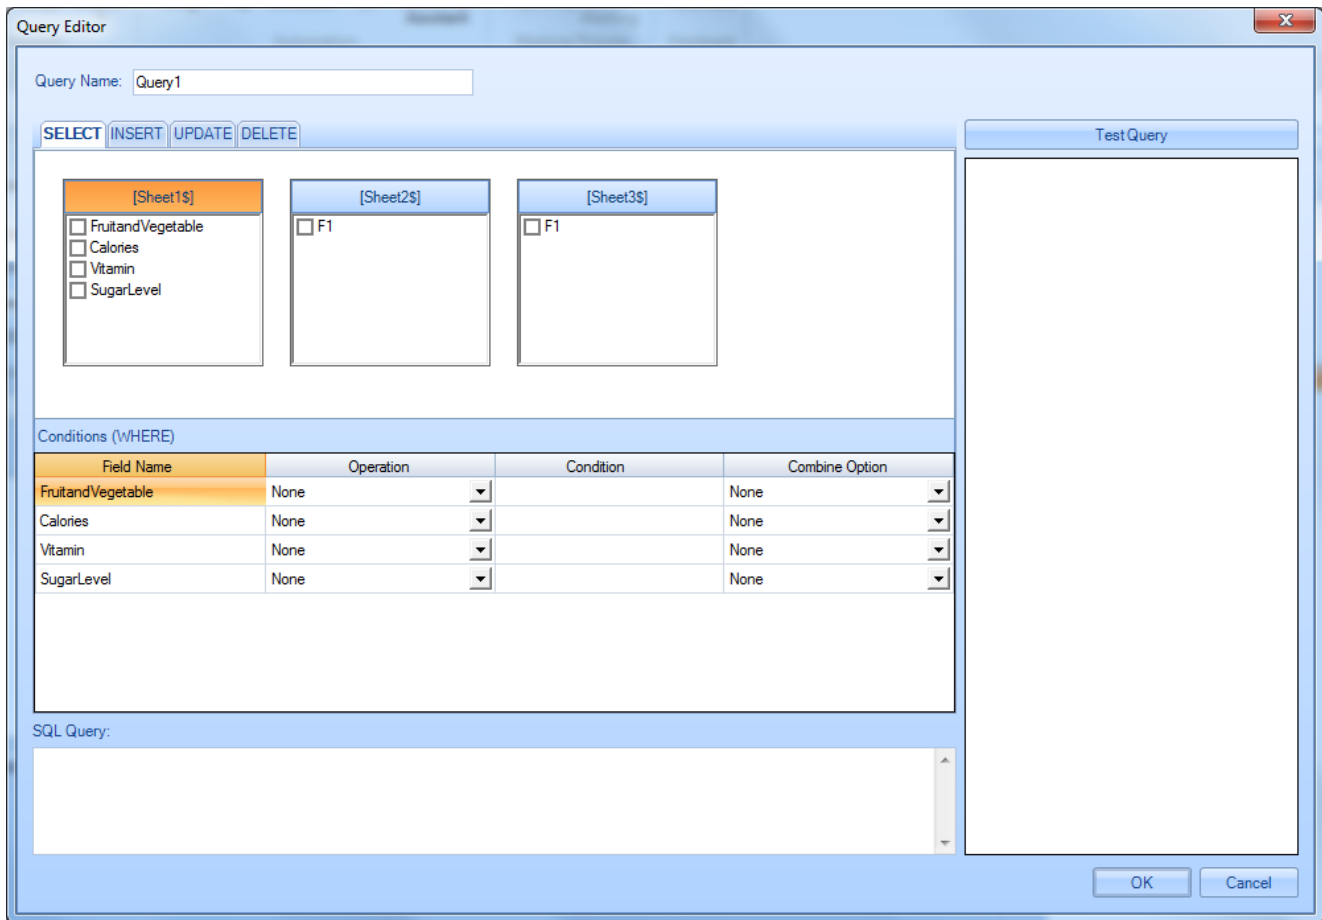 Query Editor
Query Name: Query1
SELECT INSERT UPDATE DELETE
Test Query
[Sheet1$] [Sheet2$] [Sheet3$]
FruitandVegetable F1 F1
Calories
Vitamin
SugarLevel
Conditions (WHERE)
Field Name Operation Condition Combine Option
FruitandVegetable None None
Calories None None
Vitamin None None
SugarLevel None None
SQL Query:
OK Cancel